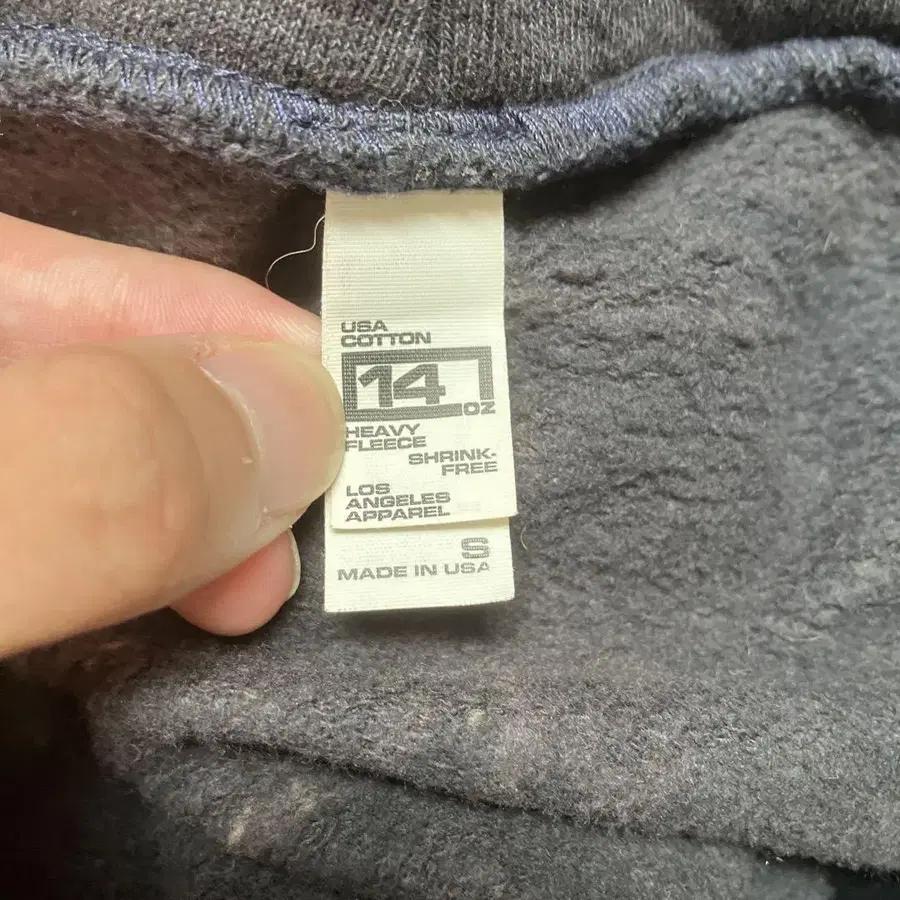 USA
COTTON
14
OZ
HEAVY
FLEECE
SHRINK-
FREE
LOS
ANGELES
APPAREL
S
MADE IN USA